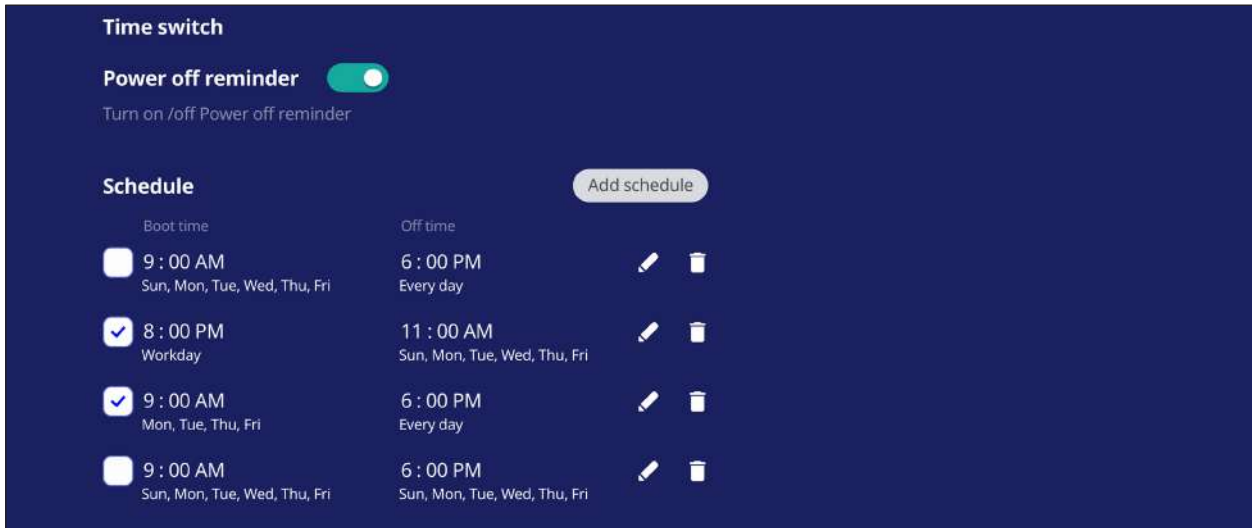 Time switch
Power off reminder
Turn on /off Power off reminder
Schedule Add schedule
Boot time Off time
9 : 00 AM 6 : 00 PM
Sun, Mon, Tue, Wed, Thu, Fri Every day
8 : 00 PM 11 : 00 AM
Workday Sun, Mon, Tue, Wed, Thu, Fri
9 : 00 AM 6 : 00 PM
Mon, Tue, Thu, Fri Every day
9 : 00 AM 6 : 00 PM
Sun, Mon, Tue, Wed, Thu, Fri Sun, Mon, Tue, Wed, Thu, Fri